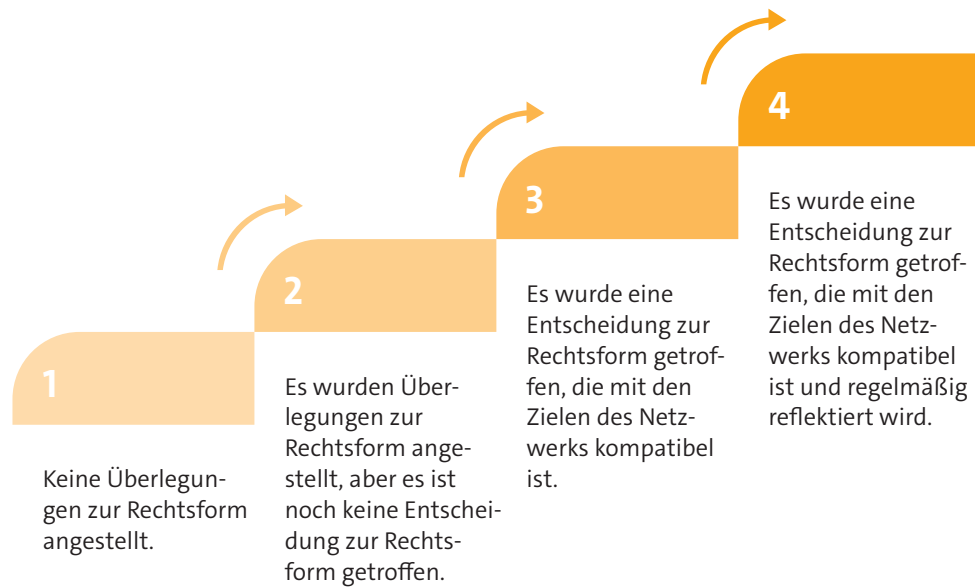 1
Keine Überlegun-
gen zur Rechtsform
angestellt.
2
Es wurden Über-
legungen zur
Rechtsform ange-
stellt, aber es ist
noch keine Entschei-
dung zur Rechts-
form getroffen.
3
Es wurde eine
Entscheidung zur
Rechtsform getrof-
fen, die mit den
Zielen des Netz-
werks kompatibel
ist.
4
Es wurde eine
Entscheidung zur
Rechtsform getrof-
fen, die mit den
Zielen des Netz-
werks kompatibel
ist und regelmäßig
reflektiert wird.